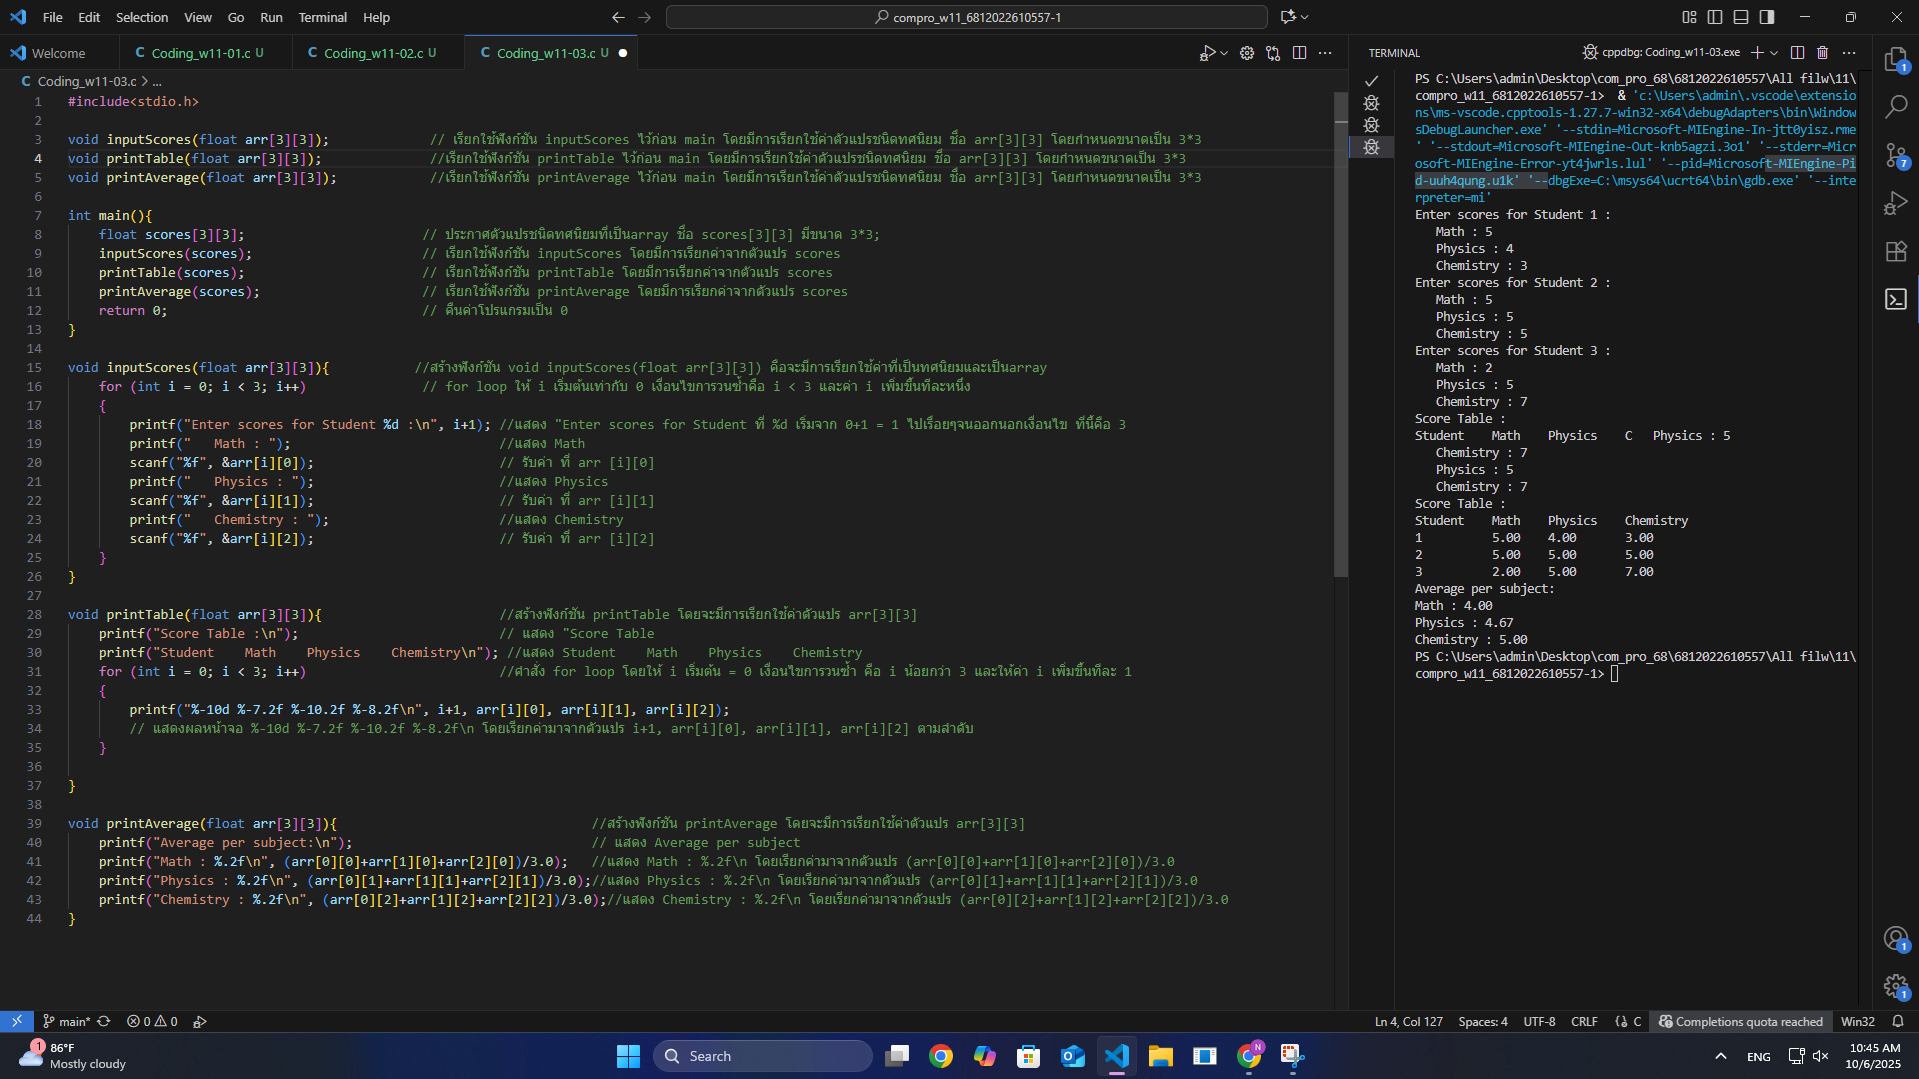 File Edit Selection View Go Run Terminal Help
compro_w11_6812022610557-1
Welcome
C Coding_w11-01.c U
C Coding_w11-02.c U
C Coding_w11-03.c U
C Coding_w11-03.c > ...
1 #include<stdio.h>
2
3 void inputScores(float arr[3][3]); // เรียกใช้ฟังก์ชัน inputScores ไว้ก่อน main โดยมีการเรียกใช้ค่าตัวแปรชนิดทศนิยม ชื่อ arr[3][3] โดยกำหนดขนาดเป็น 3*3
4 void printTable(float arr[3][3]); //เรียกใช้ฟังก์ชัน printTable ไว้ก่อน main โดยมีการเรียกใช้ค่าตัวแปรชนิดทศนิยม ชื่อ arr[3][3] โดยกำหนดขนาดเป็น 3*3
5 void printAverage(float arr[3][3]); //เรียกใช้ฟังก์ชัน printAverage ไว้ก่อน main โดยมีการเรียกใช้ค่าตัวแปรชนิดทศนิยม ชื่อ arr[3][3] โดยกำหนดขนาดเป็น 3*3
6
7 int main(){
8 float scores[3][3]; // ประกาศตัวแปรชนิดทศนิยมที่เป็นarray ชื่อ scores[3][3] มีขนาด 3*3;
9 inputScores(scores); // เรียกใช้ฟังก์ชัน inputScores โดยมีการเรียกค่าจากตัวแปร scores
10 printTable(scores); // เรียกใช้ฟังก์ชัน printTable โดยมีการเรียกค่าจากตัวแปร scores
11 printAverage(scores); // เรียกใช้ฟังก์ชัน printAverage โดยมีการเรียกค่าจากตัวแปร scores
12 return 0; // คืนค่าโปรแกรมเป็น 0
13 }
14
15 void inputScores(float arr[3][3]){ //สร้างฟังก์ชัน void inputScores(float arr[3][3]) คือจะมีการเรียกใช้ค่าที่เป็นทศนิยมและเป็นarray
16 for (int i = 0; i < 3; i++) // for loop ให้ i เริ่มต้นเท่ากับ 0 เงื่อนไขการวนซ้ำคือ i < 3 และค่า i เพิ่มขึ้นทีละหนึ่ง
17 {
18 printf("Enter scores for Student %d :\n", i+1); //แสดง "Enter scores for Student ที่ %d เริ่มจาก 0+1 = 1 ไปเรื่อยๆจนออกนอกเงื่อนไข ที่นี้คือ 3
19 printf("   Math : "); //แสดง Math
20 scanf("%f", &arr[i][0]); // รับค่า ที่ arr [i][0]
21 printf("   Physics : "); //แสดง Physics
22 scanf("%f", &arr[i][1]); // รับค่า ที่ arr [i][1]
23 printf("   Chemistry : "); //แสดง Chemistry
24 scanf("%f", &arr[i][2]); // รับค่า ที่ arr [i][2]
25 }
26 }
27
28 void printTable(float arr[3][3]){ //สร้างฟังก์ชัน printTable โดยจะมีการเรียกใช้ค่าตัวแปร arr[3][3]
29 printf("Score Table :\n"); // แสดง "Score Table
30 printf("Student    Math    Physics    Chemistry\n"); //แสดง Student    Math    Physics    Chemistry
31 for (int i = 0; i < 3; i++) //คำสั่ง for loop โดยให้ i เริ่มต้น = 0 เงื่อนไขการวนซ้ำ คือ i น้อยกว่า 3 และให้ค่า i เพิ่มขึ้นทีละ 1
32 {
33 printf("%-10d %-7.2f %-10.2f %-8.2f\n", i+1, arr[i][0], arr[i][1], arr[i][2]);
34 // แสดงผลหน้าจอ %-10d %-7.2f %-10.2f %-8.2f\n โดยเรียกค่ามาจากตัวแปร i+1, arr[i][0], arr[i][1], arr[i][2] ตามลำดับ
35 }
36
37 }
38
39 void printAverage(float arr[3][3]){ //สร้างฟังก์ชัน printAverage โดยจะมีการเรียกใช้ค่าตัวแปร arr[3][3]
40 printf("Average per subject:\n"); // แสดง Average per subject
41 printf("Math : %.2f\n", (arr[0][0]+arr[1][0]+arr[2][0])/3.0); //แสดง Math : %.2f\n โดยเรียกค่ามาจากตัวแปร (arr[0][0]+arr[1][0]+arr[2][0])/3.0
42 printf("Physics : %.2f\n", (arr[0][1]+arr[1][1]+arr[2][1])/3.0);//แสดง Physics : %.2f\n โดยเรียกค่ามาจากตัวแปร (arr[0][1]+arr[1][1]+arr[2][1])/3.0
43 printf("Chemistry : %.2f\n", (arr[0][2]+arr[1][2]+arr[2][2])/3.0);//แสดง Chemistry : %.2f\n โดยเรียกค่ามาจากตัวแปร (arr[0][2]+arr[1][2]+arr[2][2])/3.0
44 }
TERMINAL
cppdbg: Coding_w11-03.exe
PS C:\Users\admin\Desktop\com_pro_68\6812022610557\All filw\11\
compro_w11_6812022610557-1>  & 'c:\Users\admin\.vscode\extensio
ns\ms-vscode.cpptools-1.27.7-win32-x64\debugAdapters\bin\Window
sDebugLauncher.exe' '--stdin=Microsoft-MIEngine-In-jtt0yisz.rme
' '--stdout=Microsoft-MIEngine-Out-knb5agzi.3o1' '--stderr=Micr
osoft-MIEngine-Error-yt4jwrls.lul' '--pid=Microsoft-MIEngine-Pi
d-uuh4qung.u1k' '--dbgExe=C:\msys64\ucrt64\bin\gdb.exe' '--inte
rpreter=mi'
Enter scores for Student 1 :
Math : 5
Physics : 4
Chemistry : 3
Enter scores for Student 2 :
Math : 5
Physics : 5
Chemistry : 5
Enter scores for Student 3 :
Math : 2
Physics : 5
Chemistry : 7
Score Table :
Student    Math    Physics    C   Physics : 5
Chemistry : 7
Physics : 5
Chemistry : 7
Score Table :
Student    Math    Physics    Chemistry
1          5.00    4.00       3.00
2          5.00    5.00       5.00
3          2.00    5.00       7.00
Average per subject:
Math : 4.00
Physics : 4.67
Chemistry : 5.00
PS C:\Users\admin\Desktop\com_pro_68\6812022610557\All filw\11\
compro_w11_6812022610557-1>
1
7
1
1
main* 0 0
Ln 4, Col 127 Spaces: 4 UTF-8 CRLF {} C Completions quota reached Win32
1
86°F
Mostly cloudy
Search
N
ENG
10:45 AM
10/6/2025